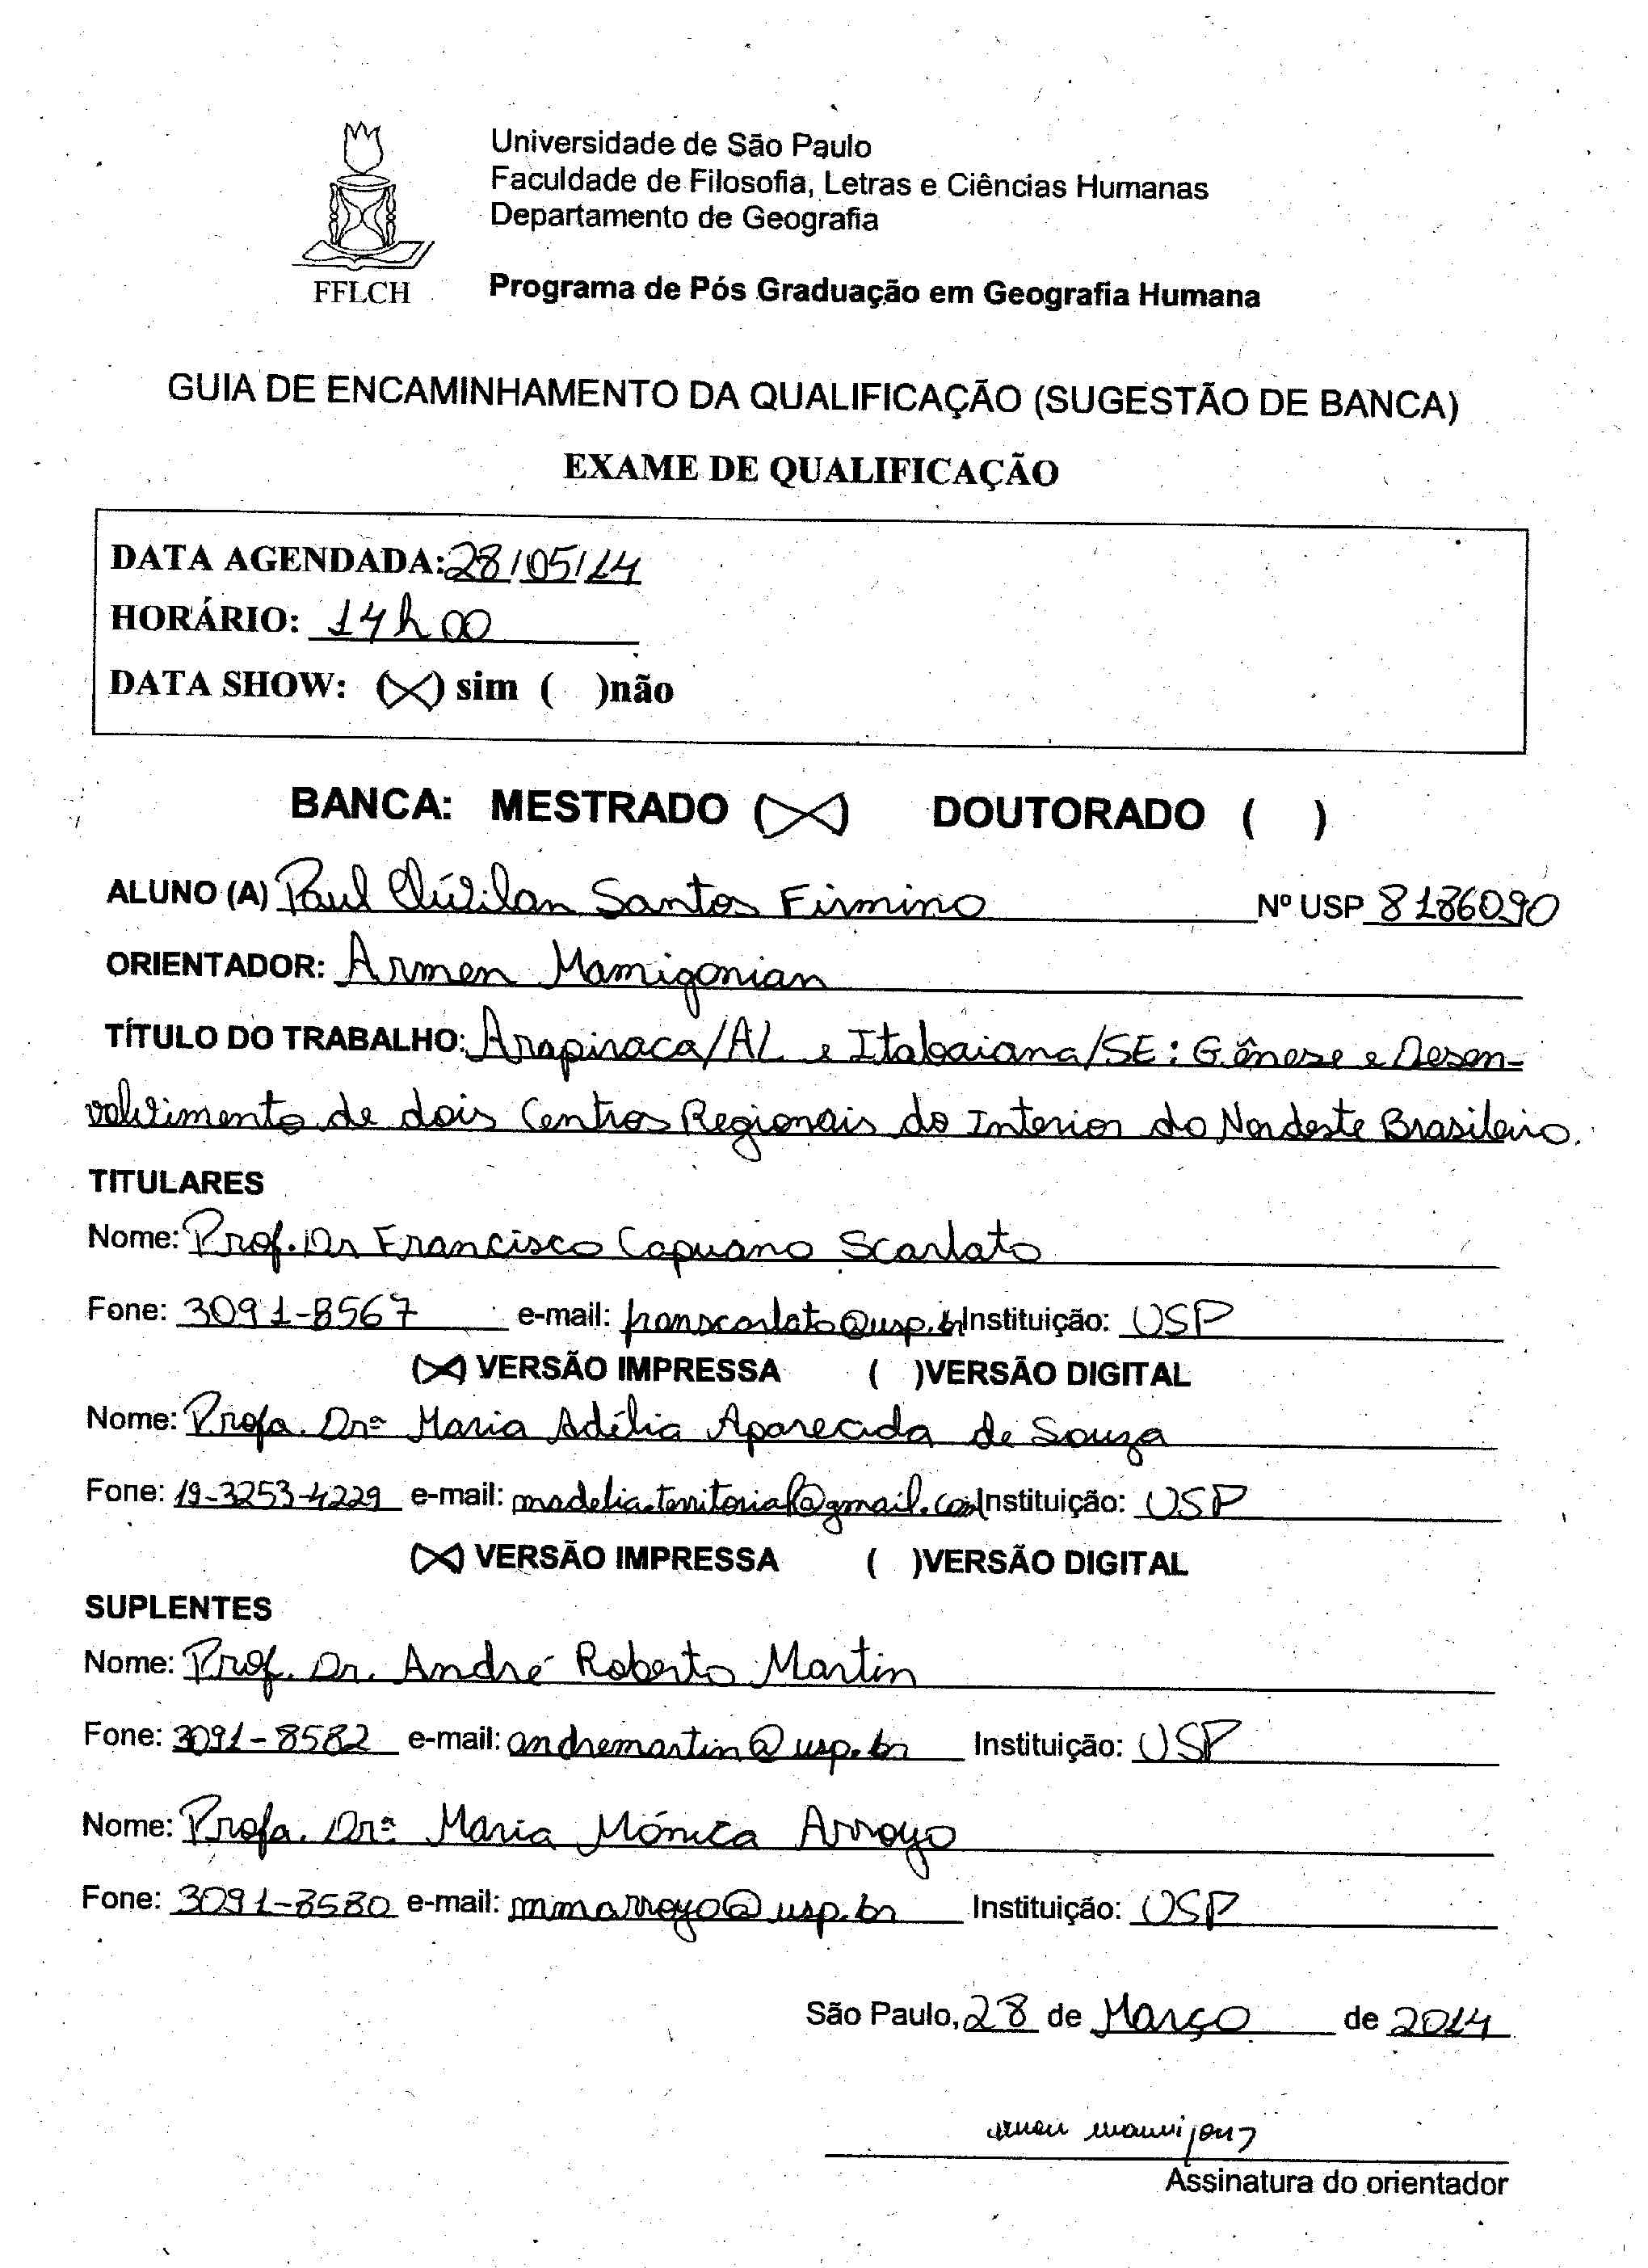 Universidade de São Paulo
Faculdade de Filosofia, Letras e Ciências Humanas
Departamento de Geografia
FFLCH
Programa de Pós Graduação em Geografia Humana
GUIA DE ENCAMINHAMENTO DA QUALIFICAÇÃO (SUGESTÃO DE BANCA)
EXAME DE QUALIFICAÇÃO
DATA AGENDADA: 28/05/14
HORÁRIO: 14h00
DATA SHOW: (X) sim ( )não
BANCA: MESTRADO (X) DOUTORADO ( )
ALUNO (A) Paul Clívilan Santos Firmino Nº USP 8186090
ORIENTADOR: Armen Mamigonian
TÍTULO DO TRABALHO: Arapiraca/AL e Itabaiana/SE: Gênese e Desen-
volvimento de dois Centros Regionais do Interior do Nordeste Brasileiro.
TITULARES
Nome: Prof. Dr Francisco Capuano Scarlato
Fone: 3091-8567 e-mail: franscarlato@usp.br Instituição: USP
(X) VERSÃO IMPRESSA ( )VERSÃO DIGITAL
Nome: Profa. Drª Maria Adélia Aparecida de Souza
Fone: 19-3253-4229 e-mail: madelia.territorial@gmail.com Instituição: USP
(X) VERSÃO IMPRESSA ( )VERSÃO DIGITAL
SUPLENTES
Nome: Prof. Dr. André Roberto Martin
Fone: 3091-8582 e-mail: andremartin@usp.br Instituição: USP
Nome: Profa. Drª Maria Mónica Arroyo
Fone: 3091-8580 e-mail: mmarroyo@usp.br Instituição: USP
São Paulo, 28 de Março de 2014
Armen Mamigonian
Assinatura do orientador